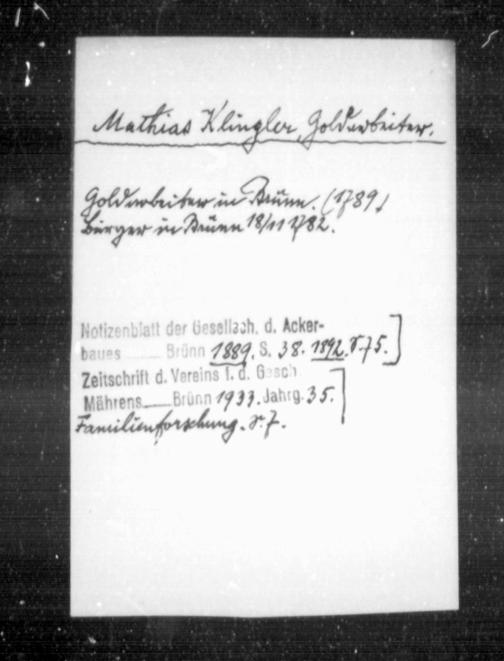 Mathias Klingler, Goldarbeiter.
Goldarbeiter in Brünn. (1789)
Bürger in Brünn 18/11 1782.
Notizenblatt der Gesellsch. d. Acker-
baues Brünn 1889. S. 38. 1892. S. 75.
Zeitschrift d. Vereins f. d. Gesch.
Mährens Brünn 1933. Jahrg. 35.
Familienforschung. S. 7.